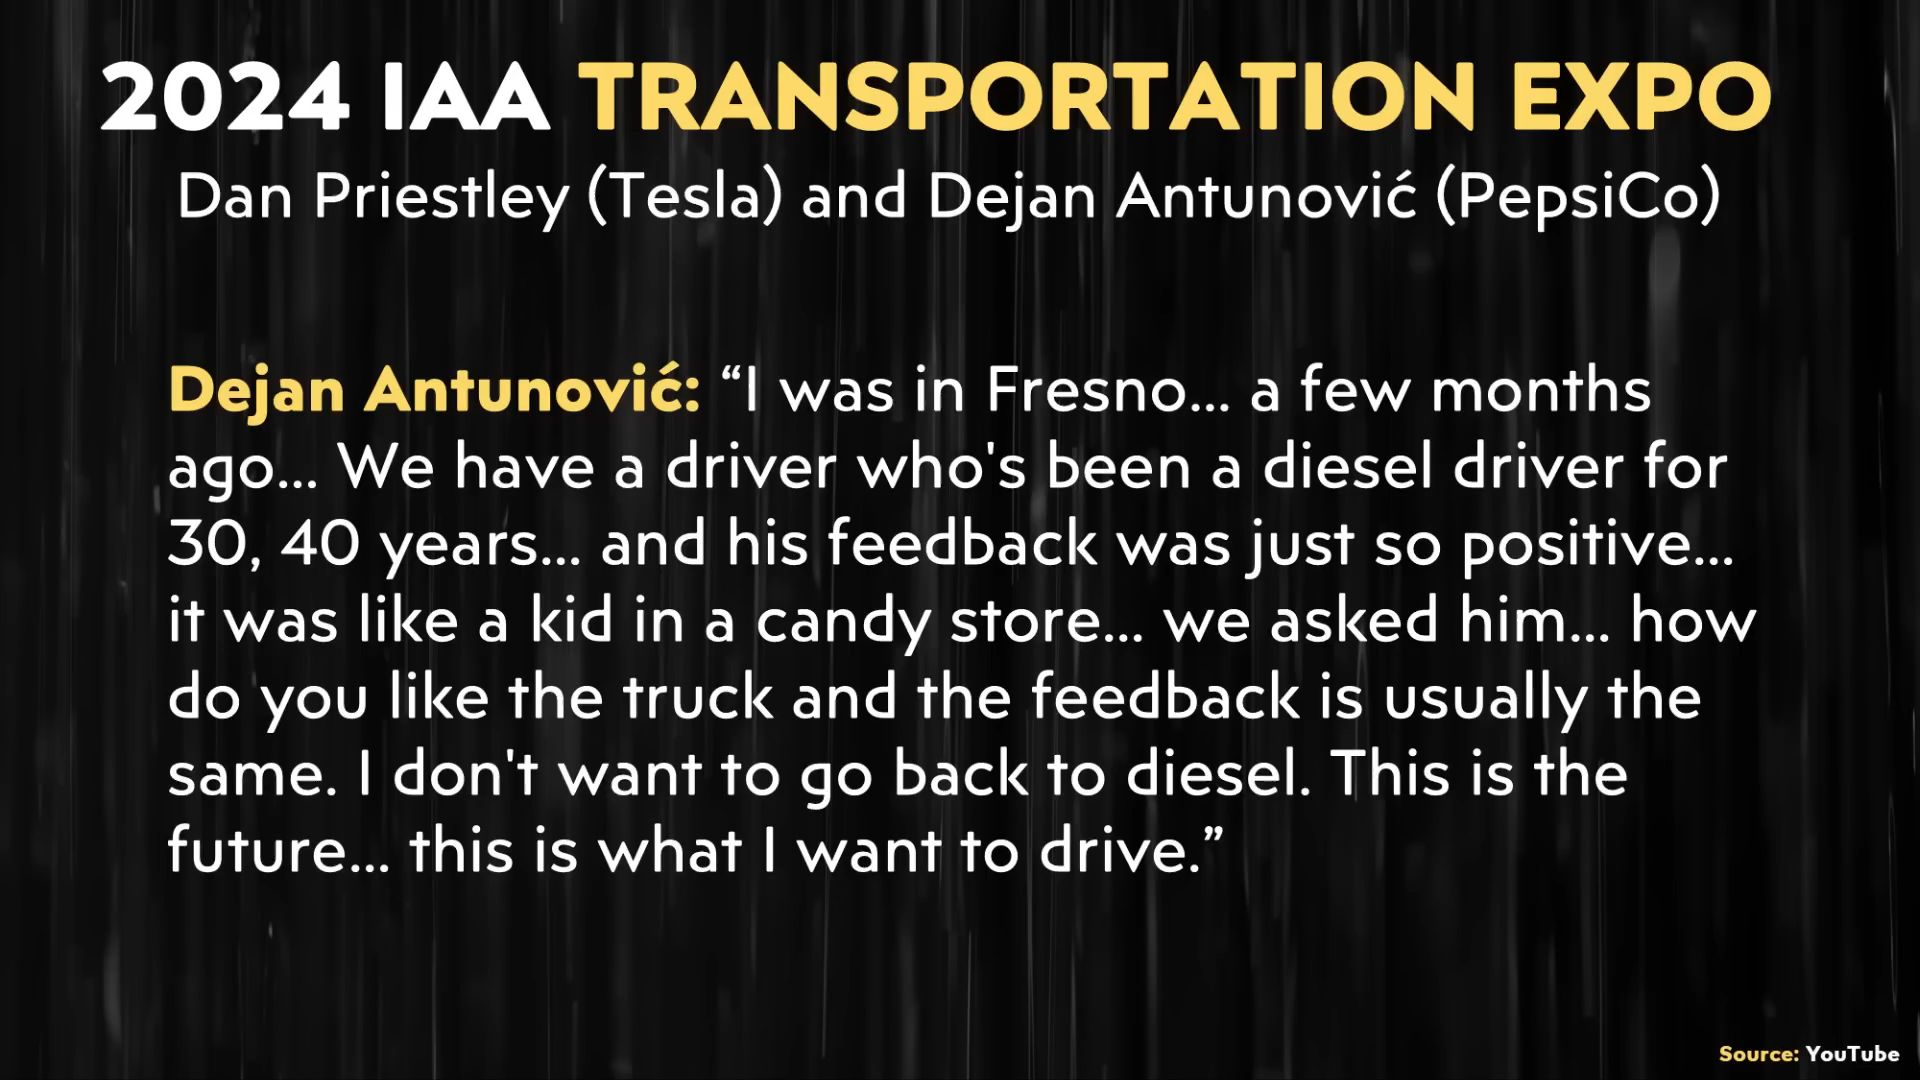 2024 IAA TRANSPORTATION EXPO
Dan Priestley (Tesla) and Dejan Antunović (PepsiCo)
Dejan Antunović: “I was in Fresno... a few months
ago... We have a driver who's been a diesel driver for
30, 40 years... and his feedback was just so positive...
it was like a kid in a candy store... we asked him... how
do you like the truck and the feedback is usually the
same. I don't want to go back to diesel. This is the
future... this is what I want to drive.”
Source: YouTube